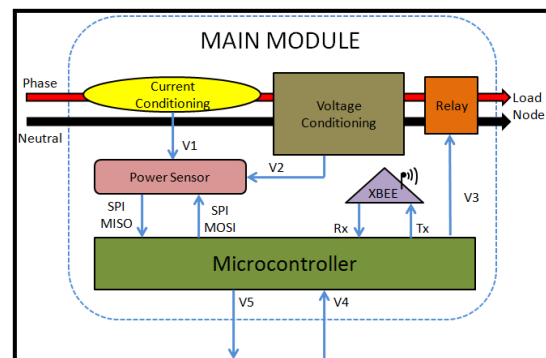 MAIN MODULE
Phase
Current
Conditioning
Voltage
Conditioning
Relay
Load
Node
Neutral
V1
V2
Power Sensor
XBEE
V3
SPI
MISO
SPI
MOSI
Rx
Tx
Microcontroller
V5
V4